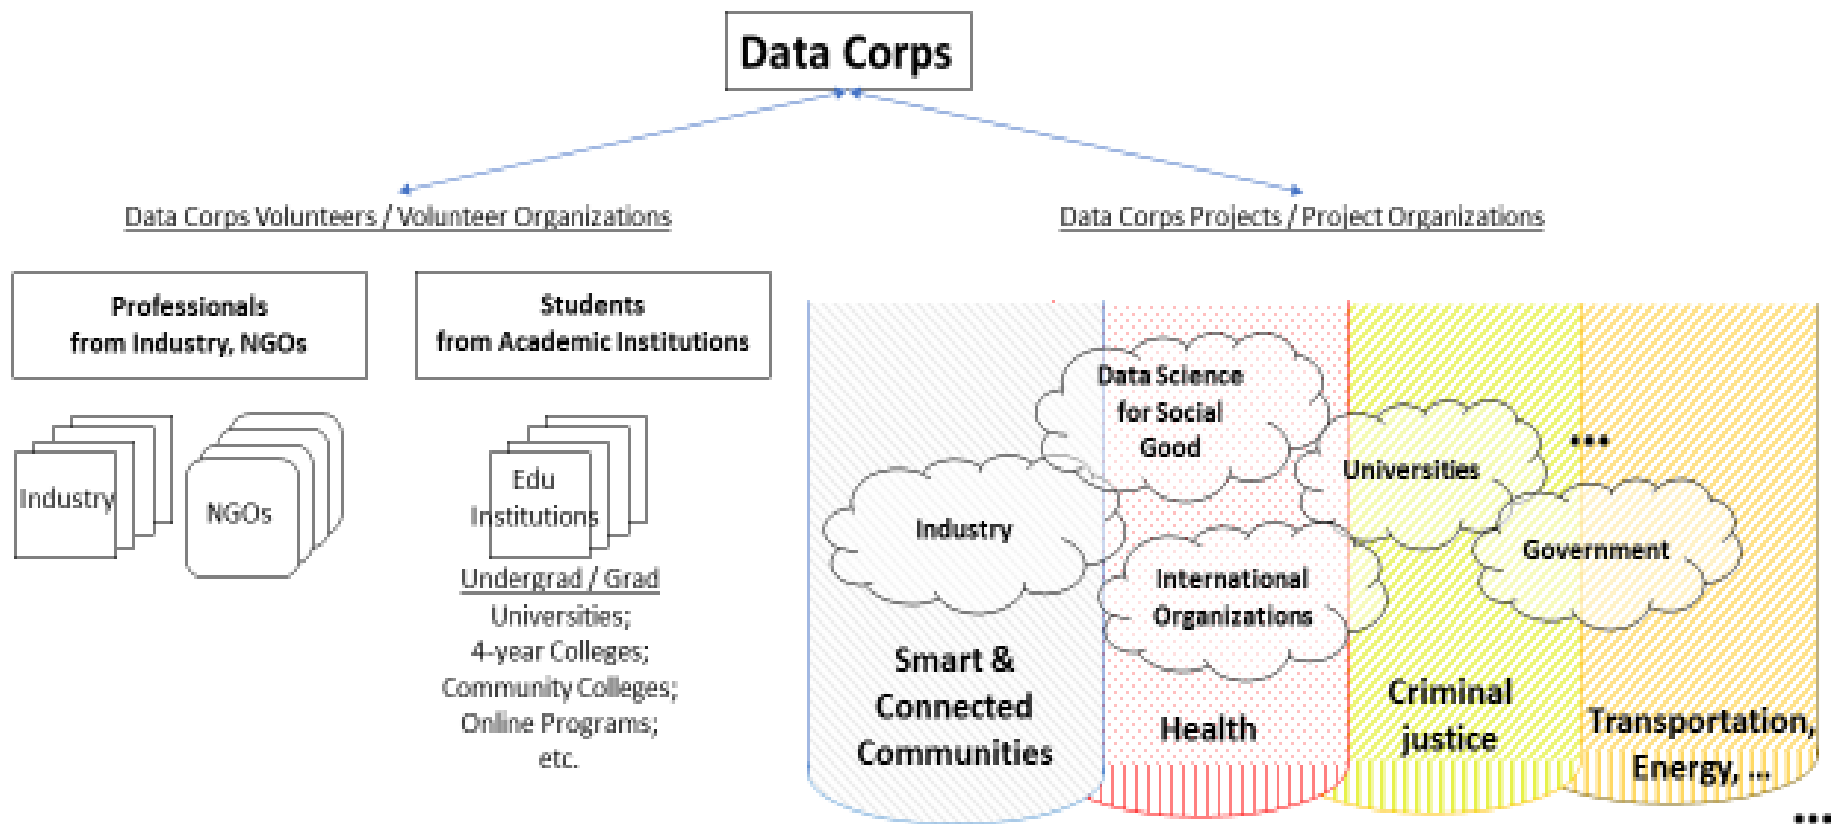 Data Corps
Data Corps Volunteers / Volunteer Organizations
Data Corps Projects / Project Organizations
Professionals
from Industry, NGOs
Students
from Academic Institutions
Industry
NGOs
Edu
Institutions
Undergrad / Grad
Universities;
4-year Colleges;
Community Colleges;
Online Programs;
etc.
Data Science
for Social
Good
Universities
...
Industry
Government
International
Organizations
Smart &
Connected
Communities
Health
Criminal
justice
Transportation,
Energy, ...
...